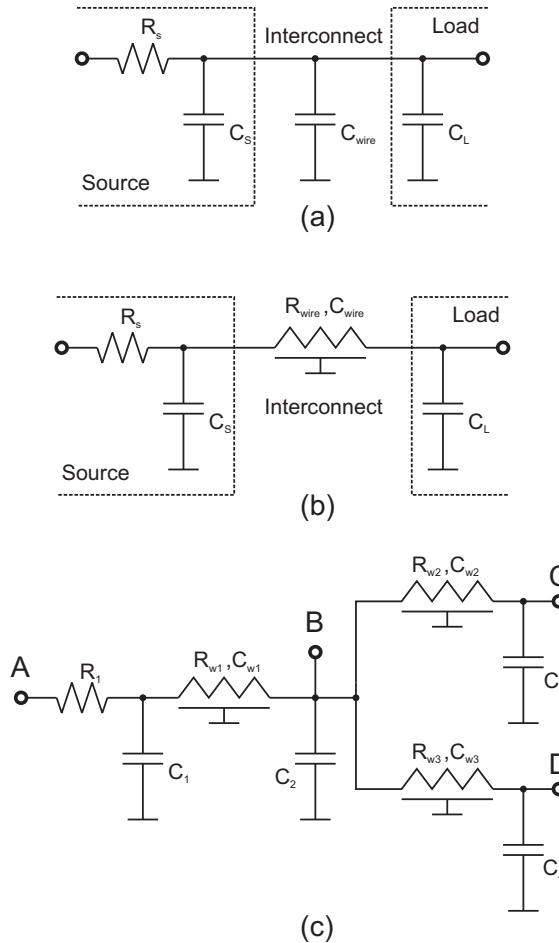 Rs
Interconnect
Load
CS
Cwire
CL
Source
(a)
Rwire,Cwire
Rs
Load
CS
Interconnect
CL
Source
(b)
Rw2,Cw2
B
A
R1
Rw1,Cw1
C
C1
C2
Rw3,Cw3
D
C
(c)